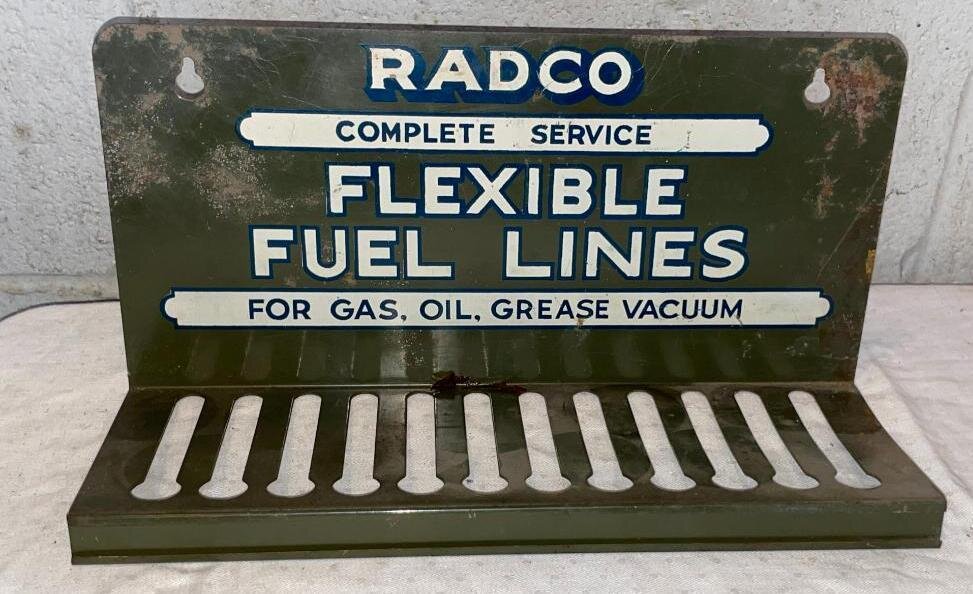 RADCO
COMPLETE SERVICE
FLEXIBLE
FUEL LINES
FOR GAS, OIL, GREASE VACUUM